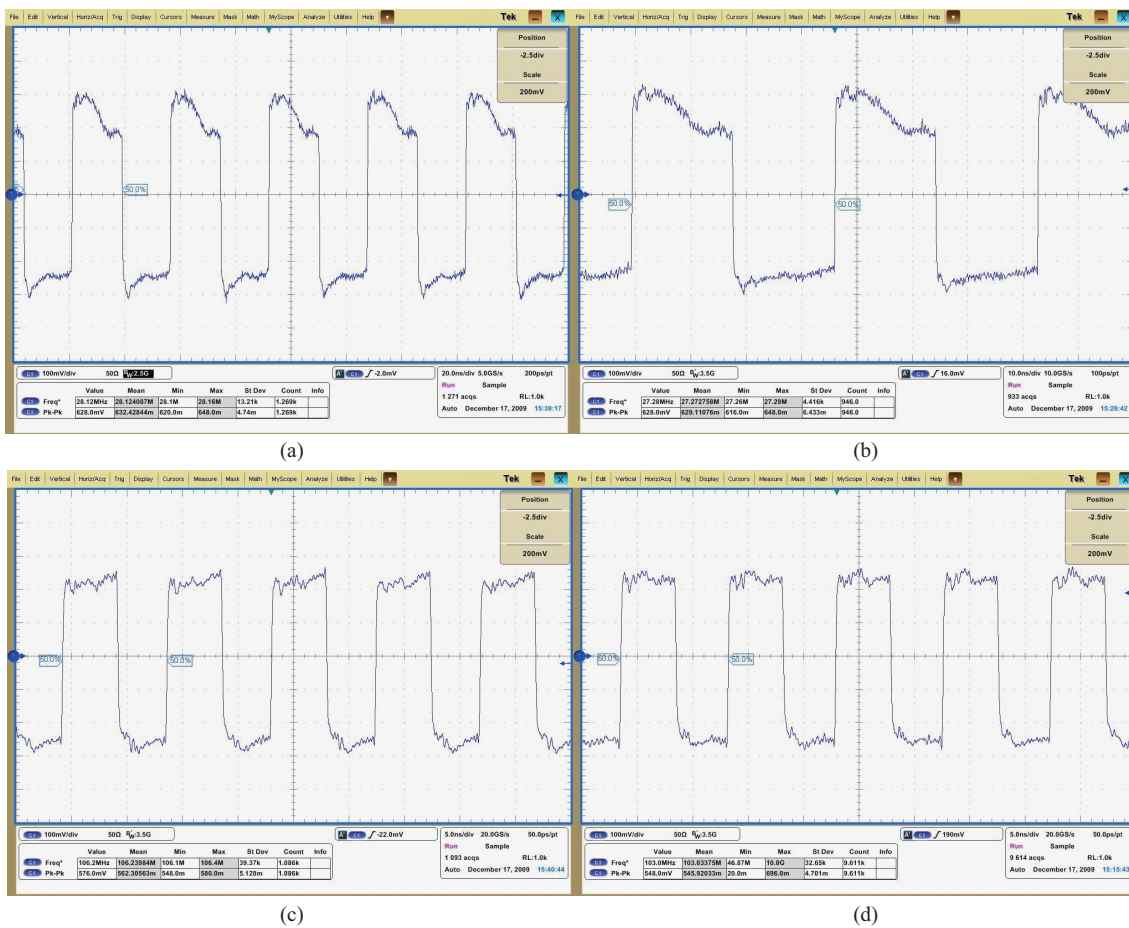 File Edit Vertical Horiz/Acq Trig Display Cursors Measure Mask Math MyScope Analyze Utilities Help Tek X
Position
-2.5div
Scale
200mV
50.0%
C1 100mV/div 50Ω BW:2.5G
A' C1 -2.0mV
20.0ns/div 5.0GS/s 200ps/pt
Run Sample
1 271 acqs RL:1.0k
Auto December 17, 2009 15:39:17
Value Mean Min Max St Dev Count Info
C1 Freq* 28.12MHz 28.124087M 28.1M 28.16M 13.21k 1.269k
C1 Pk-Pk 628.0mV 632.42844m 620.0m 648.0m 4.74m 1.269k
(a)
File Edit Vertical Horiz/Acq Trig Display Cursors Measure Mask Math MyScope Analyze Utilities Help Tek X
Position
-2.5div
Scale
200mV
50.0% 50.0%
C1 100mV/div 50Ω BW:3.5G
A' C1 16.0mV
10.0ns/div 10.0GS/s 100ps/pt
Run Sample
933 acqs RL:1.0k
Auto December 17, 2009 15:28:42
Value Mean Min Max St Dev Count Info
C1 Freq* 27.28MHz 27.272758M 27.26M 27.29M 4.416k 946.0
C1 Pk-Pk 628.0mV 629.11076m 616.0m 648.0m 6.433m 946.0
(b)
File Edit Vertical Horiz/Acq Trig Display Cursors Measure Mask Math MyScope Analyze Utilities Help Tek X
Position
-2.5div
Scale
200mV
50.0% 50.0%
C1 100mV/div 50Ω BW:3.5G
A' C1 -22.0mV
5.0ns/div 20.0GS/s 50.0ps/pt
Run Sample
1 093 acqs RL:1.0k
Auto December 17, 2009 15:40:44
Value Mean Min Max St Dev Count Info
C1 Freq* 106.2MHz 106.23984M 106.1M 106.4M 39.37k 1.086k
C1 Pk-Pk 576.0mV 562.30563m 548.0m 580.0m 5.128m 1.086k
(c)
File Edit Vertical Horiz/Acq Trig Display Cursors Measure Mask Math MyScope Analyze Utilities Help Tek X
Position
-2.5div
Scale
200mV
50.0% 50.0%
C1 100mV/div 50Ω BW:3.5G
A' C1 190mV
5.0ns/div 20.0GS/s 50.0ps/pt
Run Sample
9 614 acqs RL:1.0k
Auto December 17, 2009 15:15:43
Value Mean Min Max St Dev Count Info
C1 Freq* 103.0MHz 103.03375M 46.87M 10.0G 32.65k 9.611k
C1 Pk-Pk 548.0mV 545.92033m 20.0m 696.0m 4.701m 9.611k
(d)